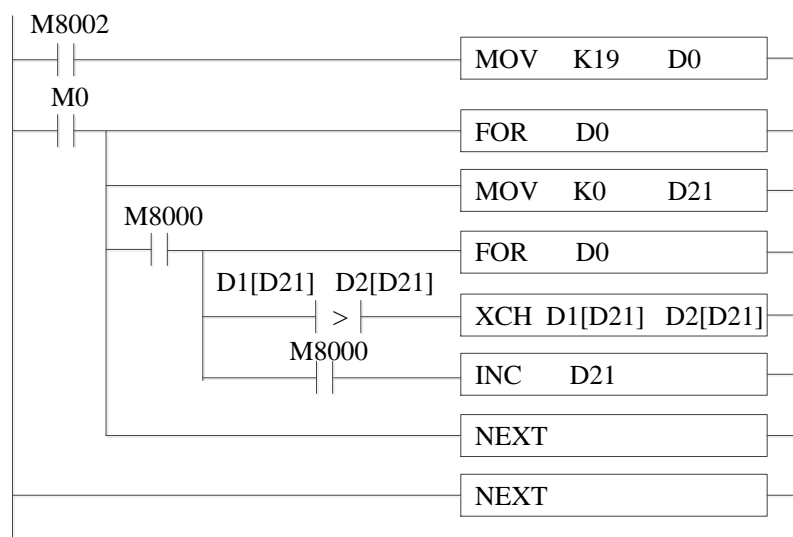 M8002
MOV K19 D0
M0
FOR D0
MOV K0 D21
M8000
FOR D0
D1[D21] D2[D21]
>
XCH D1[D21] D2[D21]
M8000
INC D21
NEXT
NEXT